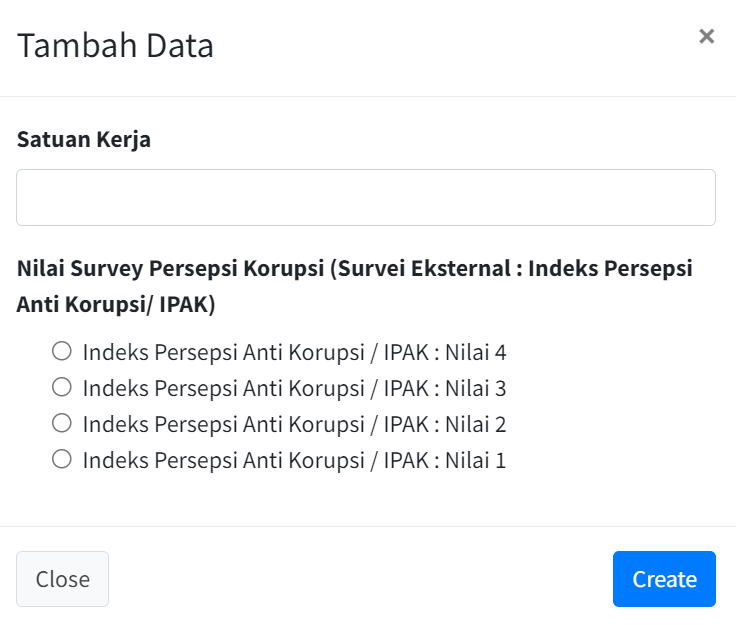 Tambah Data
×
Satuan Kerja
Nilai Survey Persepsi Korupsi (Survei Eksternal : Indeks Persepsi
Anti Korupsi/ IPAK)
Indeks Persepsi Anti Korupsi / IPAK : Nilai 4
Indeks Persepsi Anti Korupsi / IPAK : Nilai 3
Indeks Persepsi Anti Korupsi / IPAK : Nilai 2
Indeks Persepsi Anti Korupsi / IPAK : Nilai 1
Close
Create